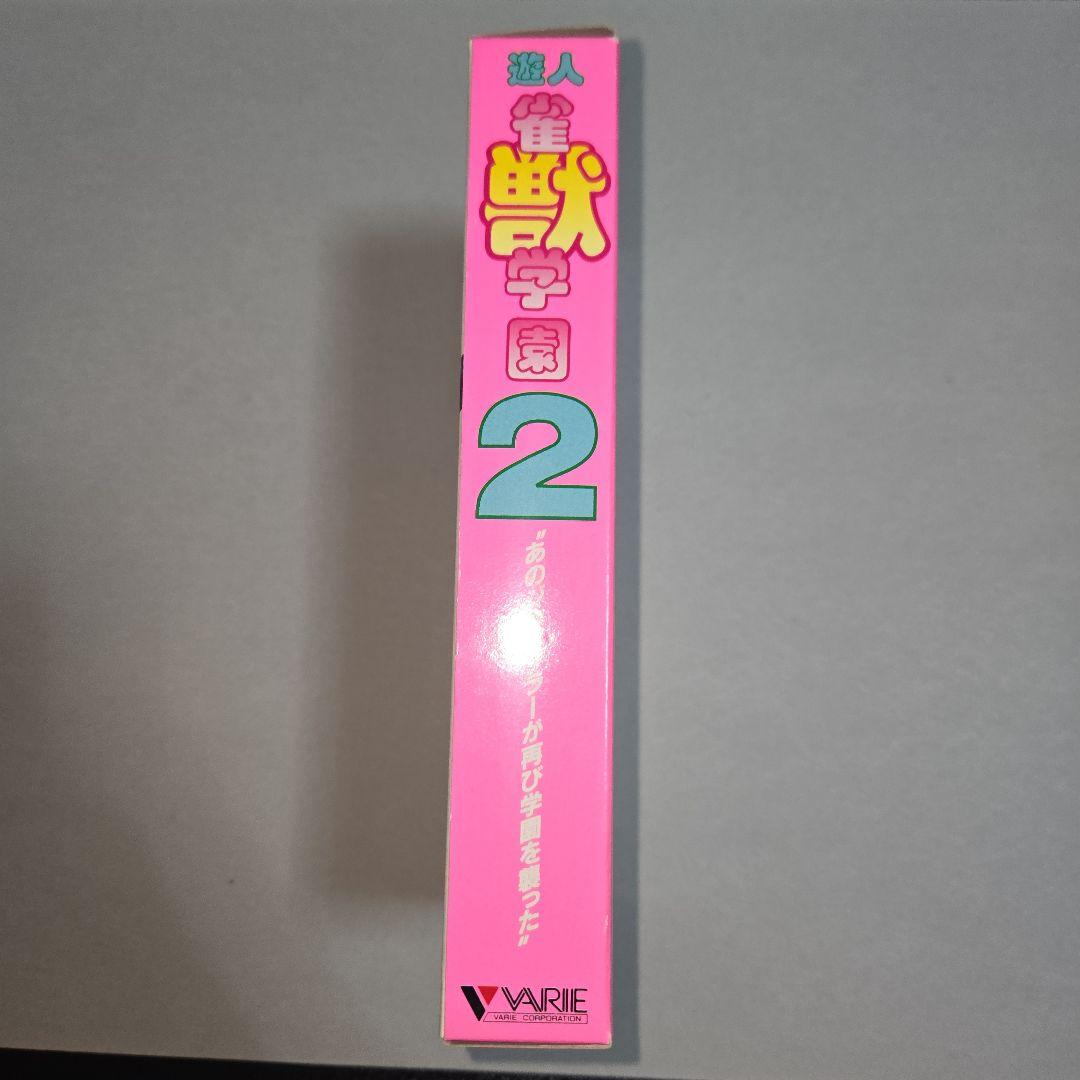 遊人
雀獣学園
2
"あの ラーが再び学園を襲った"
VARIE
VARIE CORPORATION